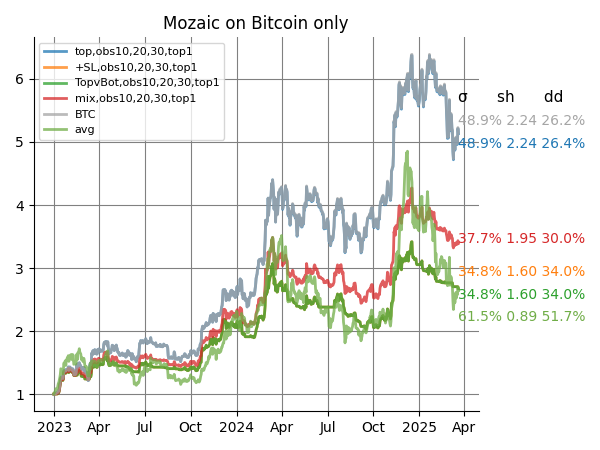 Mozaic on Bitcoin only
top,obs10,20,30,top1
+SL,obs10,20,30,top1
TopvBot,obs10,20,30,top1
mix,obs10,20,30,top1
BTC
avg
σ sh dd
48.9% 2.24 26.2%
48.9% 2.24 26.4%
37.7% 1.95 30.0%
34.8% 1.60 34.0%
34.8% 1.60 34.0%
61.5% 0.89 51.7%
6
5
4
3
2
1
2023 Apr Jul Oct 2024 Apr Jul Oct 2025 Apr